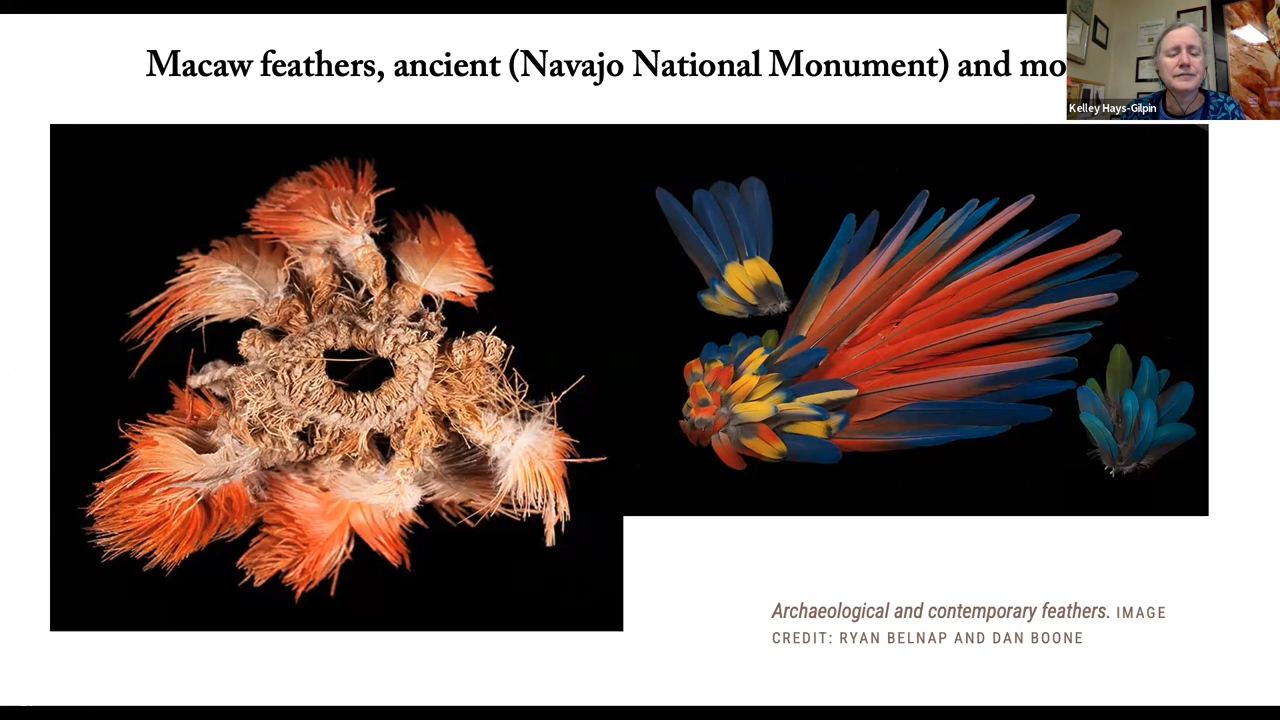 Macaw feathers, ancient (Navajo National Monument) and mo
Kelley Hays-Gilpin
Archaeological and contemporary feathers. IMAGE
CREDIT: RYAN BELNAP AND DAN BOONE